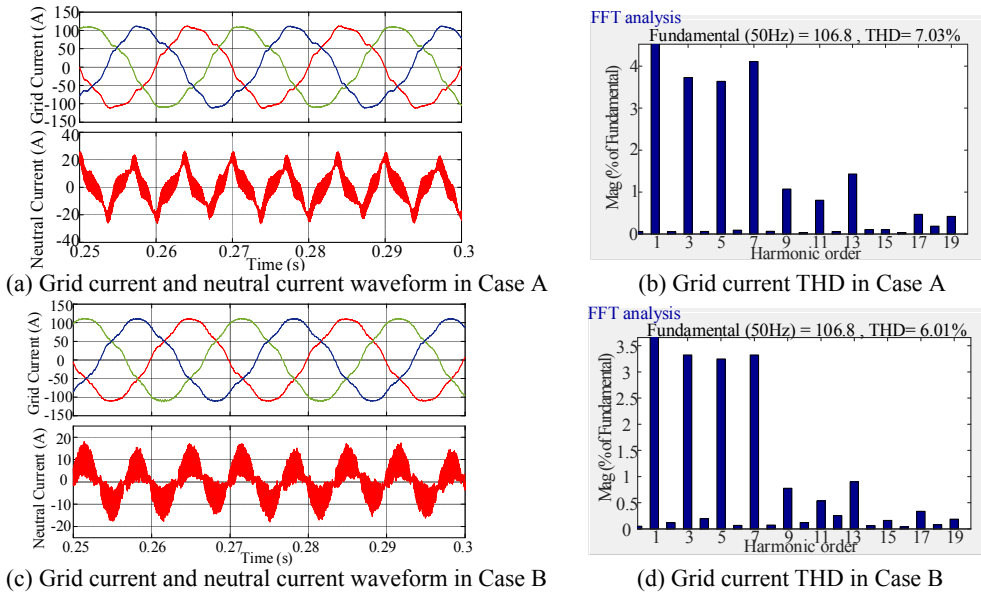 FFT analysis
Fundamental (50Hz) = 106.8 , THD= 7.03%
Grid Current (A)
150
100
50
0
-50
-100
-150
Neutral Current (A)
40
20
0
-20
-40
0.25 0.26 0.27 0.28 0.29 0.3
Time (s)
Mag (% of Fundamental)
4
3
2
1
0
1 3 5 7 9 11 13 15 17 19
Harmonic order
(a) Grid current and neutral current waveform in Case A
(b) Grid current THD in Case A
FFT analysis
Fundamental (50Hz) = 106.8 , THD= 6.01%
Grid Current (A)
150
100
50
0
-50
-100
-150
Neutral Current (A)
20
10
0
-10
-20
0.25 0.26 0.27 0.28 0.29 0.3
Time (s)
Mag (% of Fundamental)
3.5
3
2.5
2
1.5
1
0.5
0
1 3 5 7 9 11 13 15 17 19
Harmonic order
(c) Grid current and neutral current waveform in Case B
(d) Grid current THD in Case B